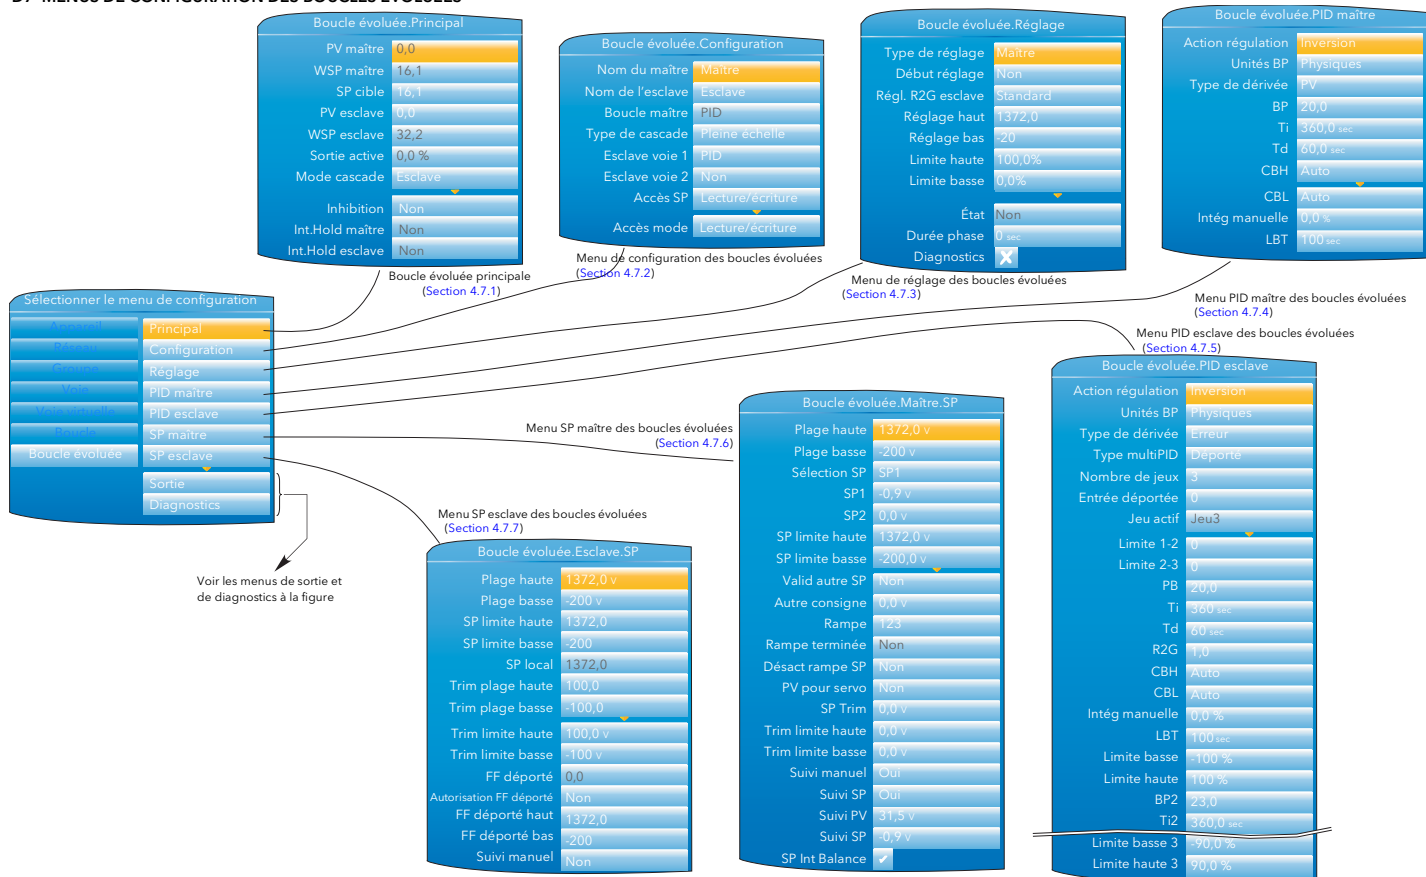 B7 MENUS DE CONFIGURATION DES BOUCLES ÉVOLUÉES
Boucle évoluée.Principal
PV maître 0,0
WSP maître 16,1
SP cible 16,1
PV esclave 0,0
WSP esclave 32,2
Sortie active 0,0 %
Mode cascade Esclave
Inhibition Non
Int.Hold maître Non
Int.Hold esclave Non
Boucle évoluée principale
(Section 4.7.1)
Boucle évoluée.Configuration
Nom du maître Maître
Nom de l'esclave Esclave
Boucle maître PID
Type de cascade Pleine échelle
Esclave voie 1 PID
Esclave voie 2 Non
Accès SP Lecture/écriture
Accès mode Lecture/écriture
Menu de configuration des boucles évoluées
(Section 4.7.2)
Boucle évoluée.Réglage
Type de réglage Maître
Début réglage Non
Régl. R2G esclave Standard
Réglage haut 1372,0
Réglage bas -20
Limite haute 100,0%
Limite basse 0,0%
État Non
Durée phase 0 sec
Diagnostics ✗
Menu de réglage des boucles évoluées
(Section 4.7.3)
Boucle évoluée.PID maître
Action régulation Inversion
Unités BP Physiques
Type de dérivée PV
BP 20,0
Ti 360,0 sec
Td 60,0 sec
CBH Auto
CBL Auto
Intég manuelle 0,0 %
LBT 100 sec
Menu PID maître des boucles évoluées
(Section 4.7.4)
Sélectionner le menu de configuration
Appareil Principal
Réseau Configuration
Groupe Réglage
Voie PID maître
Voie virtuelle PID esclave
Boucle SP maître
Boucle évoluée SP esclave
Sortie
Diagnostics
Voir les menus de sortie et
de diagnostics à la figure
Menu PID esclave des boucles évoluées
(Section 4.7.5)
Boucle évoluée.PID esclave
Action régulation Inversion
Unités BP Physiques
Type de dérivée Erreur
Type multiPID Déporté
Nombre de jeux 3
Entrée déportée 0
Jeu actif Jeu3
Limite 1-2 0
Limite 2-3 0
PB 20,0
Ti 360 sec
Td 60 sec
R2G 1,0
CBH Auto
CBL Auto
Intég manuelle 0,0 %
LBT 100 sec
Limite basse -100 %
Limite haute 100 %
BP2 23,0
Ti2 360,0 sec
Limite basse 3 -90,0 %
Limite haute 3 90,0 %
Menu SP maître des boucles évoluées
(Section 4.7.6)
Boucle évoluée.Maître.SP
Plage haute 1372,0 v
Plage basse -200 v
Sélection SP SP1
SP1 -0,9 v
SP2 0,0 v
SP limite haute 1372,0 v
SP limite basse -200,0 v
Valid autre SP Non
Autre consigne 0,0 v
Rampe 123
Rampe terminée Non
Désact rampe SP Non
PV pour servo Non
SP Trim 0,0 v
Trim limite haute 0,0 v
Trim limite basse 0,0 v
Suivi manuel Oui
Suivi SP Oui
Suivi PV 31,5 v
Suivi SP -0,9 v
SP Int Balance ✔
Menu SP esclave des boucles évoluées
(Section 4.7.7)
Boucle évoluée.Esclave.SP
Plage haute 1372,0 v
Plage basse -200 v
SP limite haute 1372,0
SP limite basse -200
SP local 1372,0
Trim plage haute 100,0
Trim plage basse -100,0
Trim limite haute 100,0 v
Trim limite basse -100 v
FF déporté 0,0
Autorisation FF déporté Non
FF déporté haut 1372,0
FF déporté bas -200
Suivi manuel Non